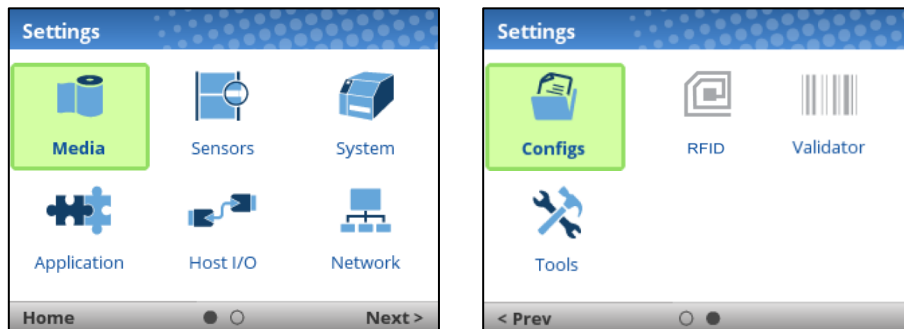 Settings
Media
Sensors
System
Application
Host I/O
Network
Home
Next >
Settings
Configs
RFID
Validator
Tools
< Prev